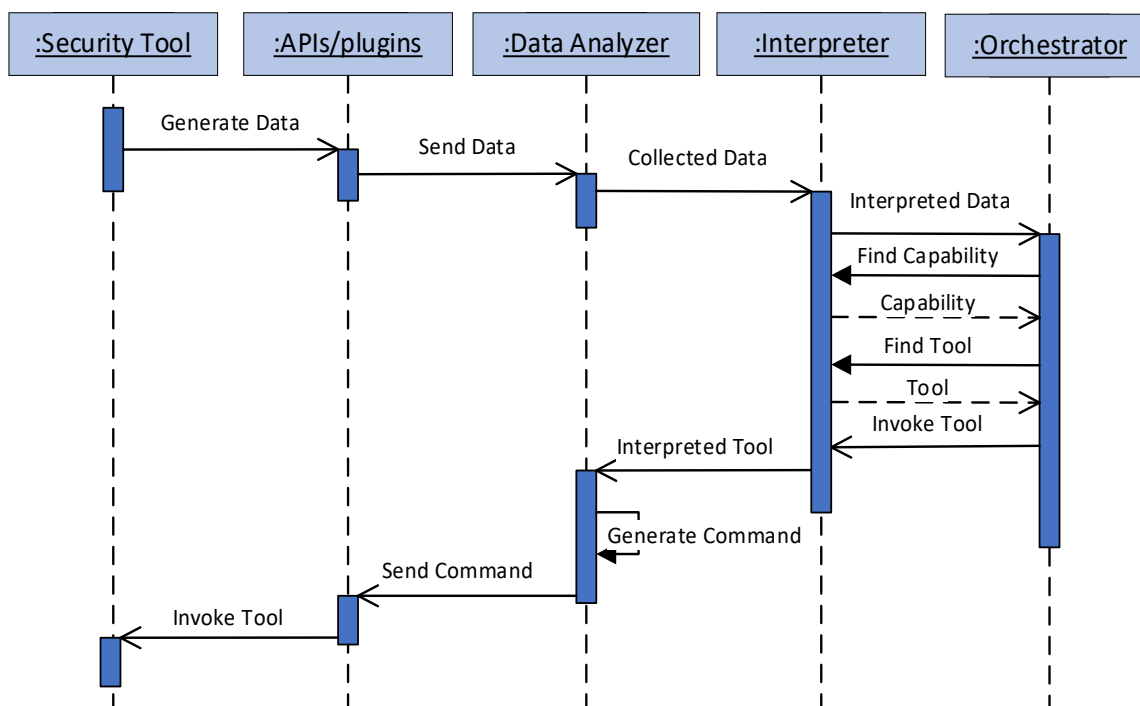 :Security Tool
:APIs/plugins
:Data Analyzer
:Interpreter
:Orchestrator
Generate Data
Send Data
Collected Data
Interpreted Data
Find Capability
Capability
Find Tool
Tool
Invoke Tool
Interpreted Tool
Generate Command
Send Command
Invoke Tool